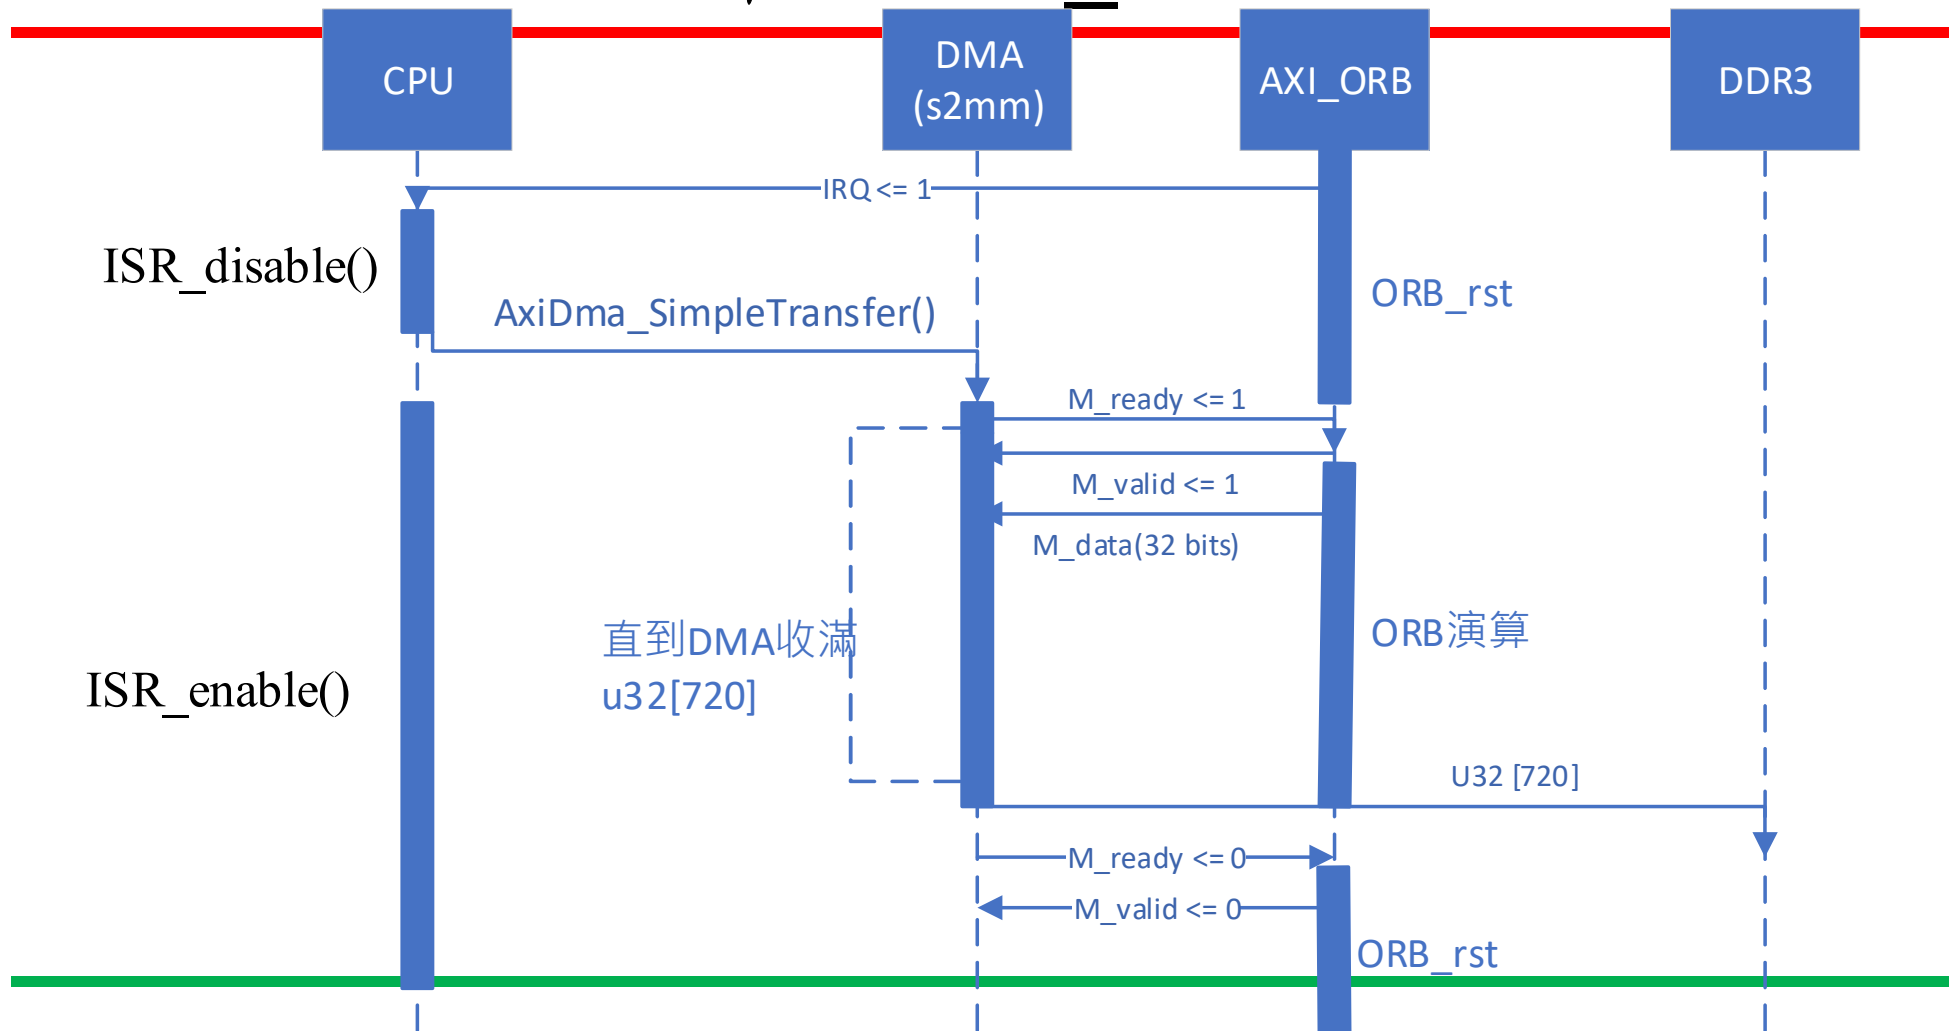 CPU
DMA
(s2mm)
AXI_ORB
DDR3
IRQ <= 1
ISR_disable()
ORB_rst
AxiDma_SimpleTransfer()
M_ready <= 1
M_valid <= 1
M_data(32 bits)
直到DMA收滿
u32[720]
ORB演算
ISR_enable()
U32 [720]
M_ready <= 0
M_valid <= 0
ORB_rst